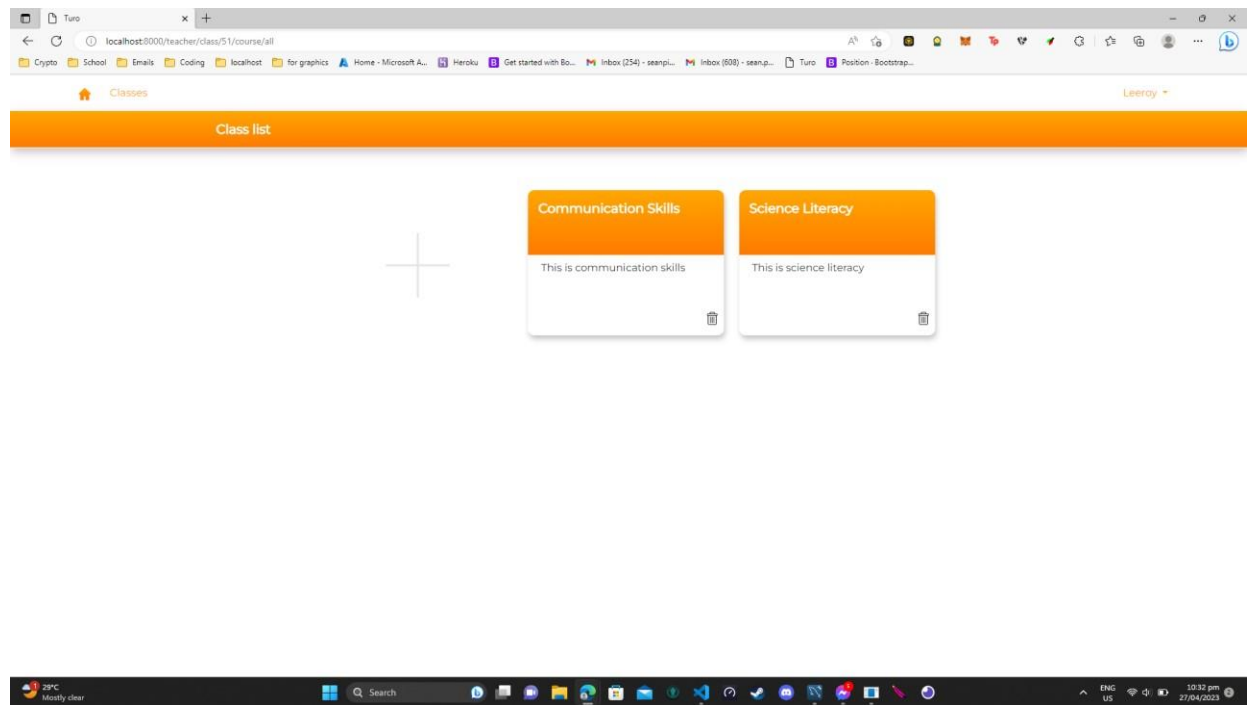 Turo
localhost:8000/teacher/class/51/course/all
Crypto School Emails Coding localhost for graphics Home - Microsoft A... Heroku Get started with Bo... Inbox (254) - seanpi... Inbox (608) - sean.p... Turo Position · Bootstrap...
Classes Leeroy
Class list
Communication Skills Science Literacy
This is communication skills This is science literacy
29°C
Mostly clear
Search
ENG
US
10:32 pm
27/04/2023